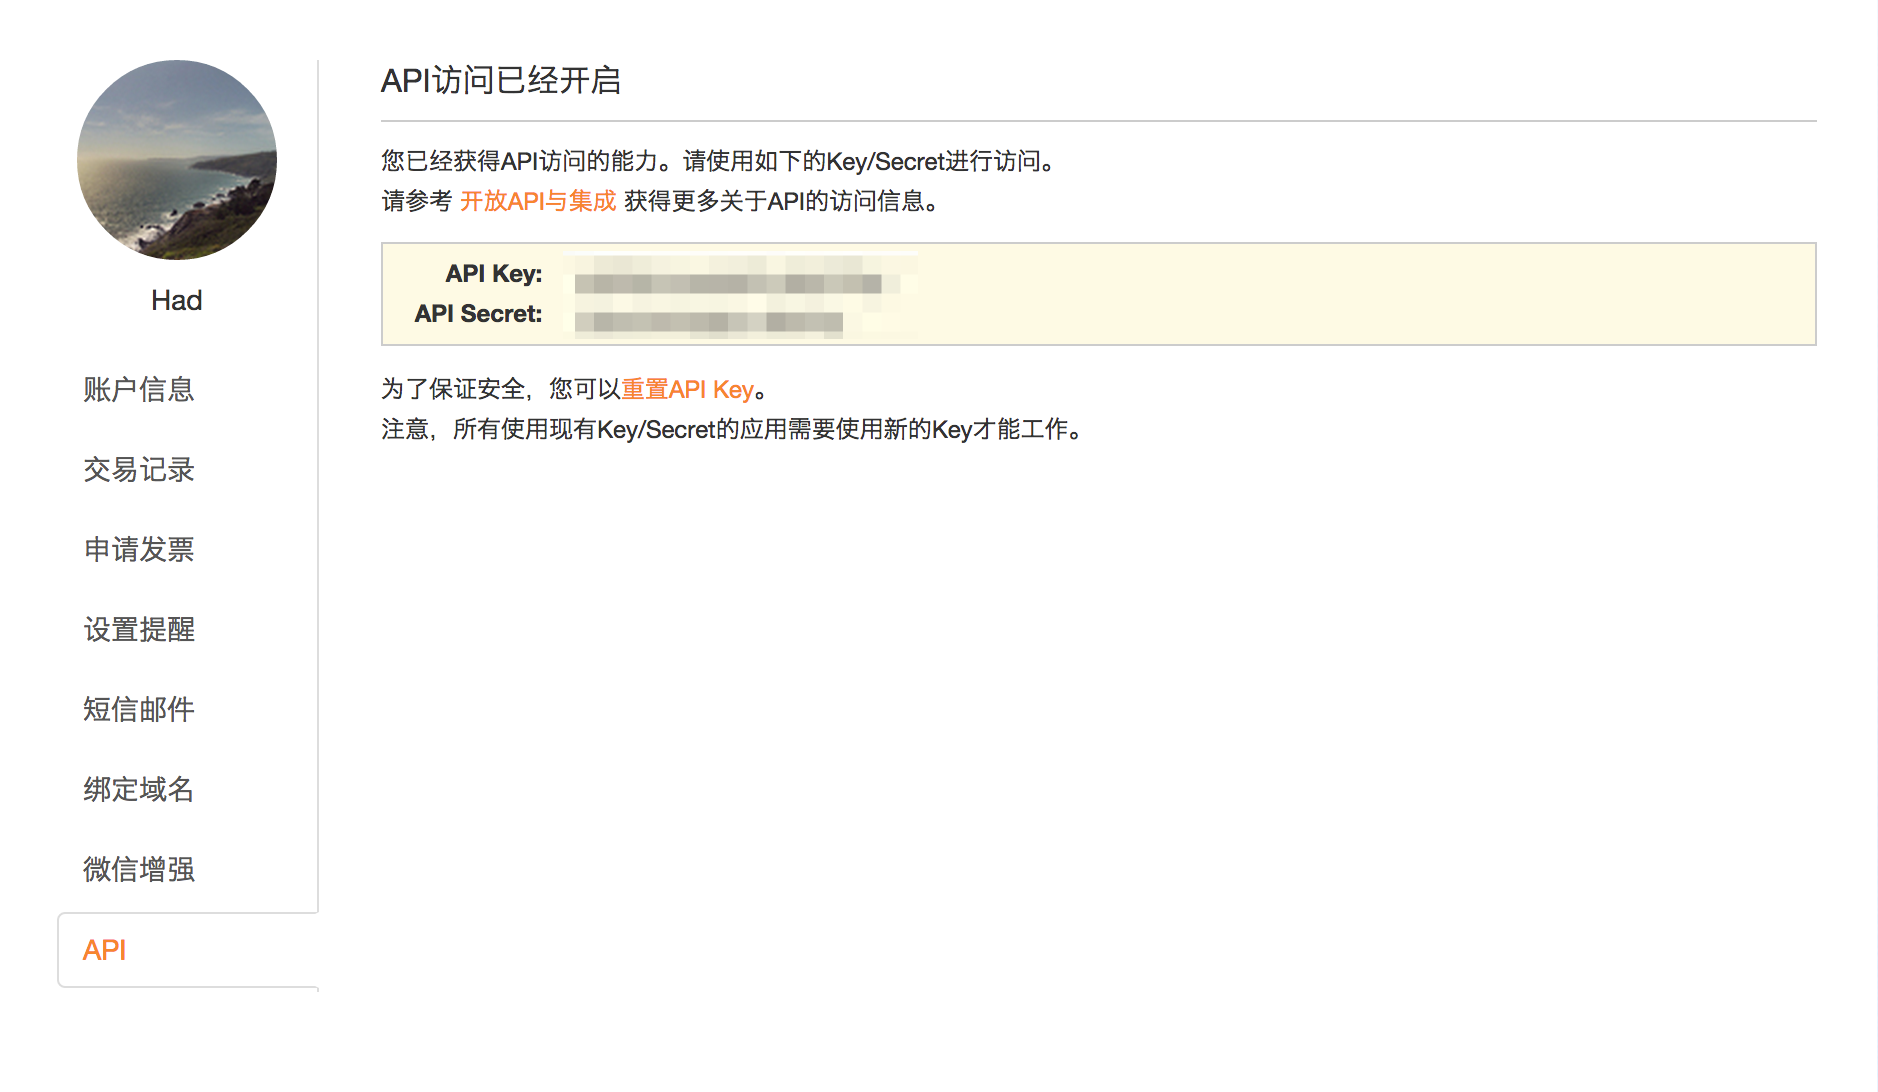 Had
账户信息
交易记录
申请发票
设置提醒
短信邮件
绑定域名
微信增强
API
API访问已经开启
您已经获得API访问的能力。请使用如下的Key/Secret进行访问。
请参考 开放API与集成 获得更多关于API的访问信息。
API Key:
API Secret:
为了保证安全，您可以重置API Key。
注意，所有使用现有Key/Secret的应用需要使用新的Key才能工作。